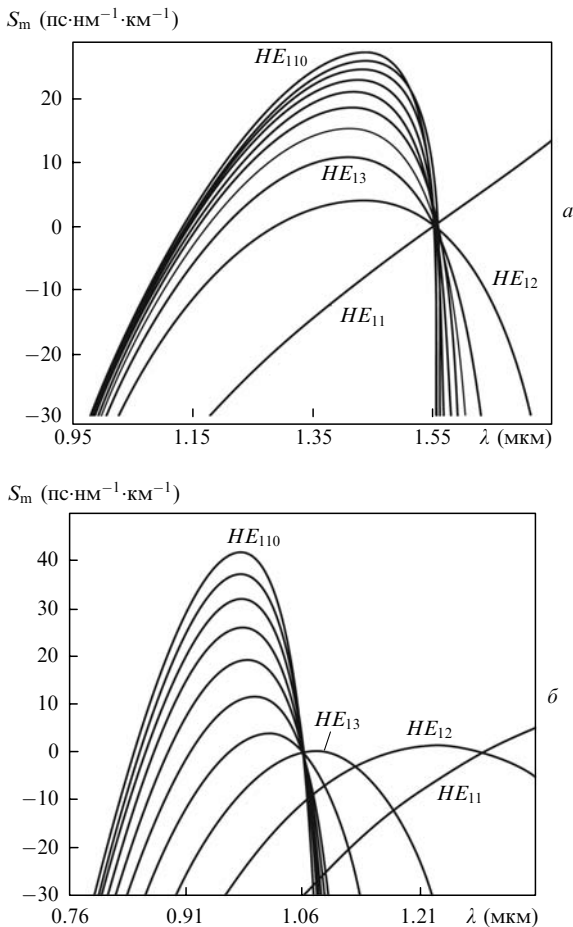 S_m (пс·нм⁻¹·км⁻¹)
HE₁₁₀
20
10
HE₁₃
0
а
HE₁₂
−10
HE₁₁
−20
−30
0.95
1.15
1.35
1.55
λ (мкм)
S_m (пс·нм⁻¹·км⁻¹)
HE₁₁₀
40
30
20
10
HE₁₃
HE₁₂
б
0
HE₁₁
−10
−20
−30
0.76
0.91
1.06
1.21
λ (мкм)